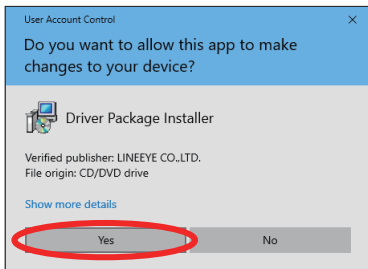 User Account Control
Do you want to allow this app to make
changes to your device?
Driver Package Installer
Verified publisher: LINEEYE CO.,LTD.
File origin: CD/DVD drive
Show more details
Yes No